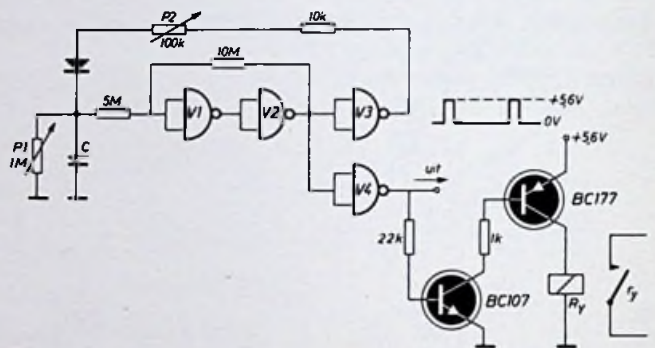 P2
100k
10k
10M
5M
V1
V2
V3
+5,6V
0V
P1
1M
C
+5,6V
V4
uit
BC177
22k
1k
BC107
Ry
ry